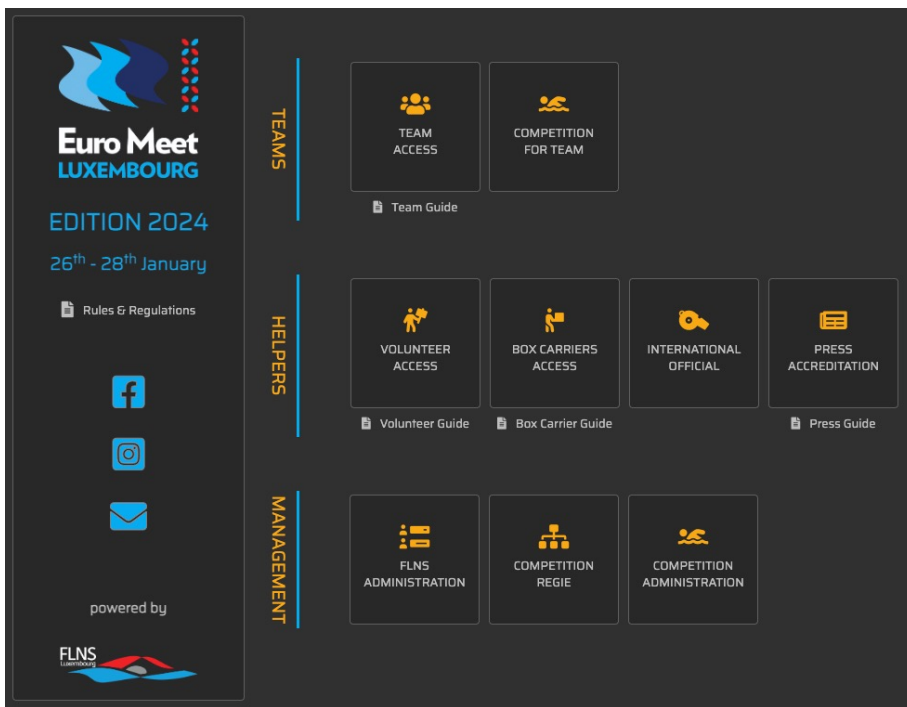 Euro Meet
LUXEMBOURG
EDITION 2024
26th - 28th January
Rules & Regulations
powered by
FLNS
Luxembourg
TEAMS
TEAM
ACCESS
COMPETITION
FOR TEAM
Team Guide
HELPERS
VOLUNTEER
ACCESS
BOX CARRIERS
ACCESS
INTERNATIONAL
OFFICIAL
PRESS
ACCREDITATION
Volunteer Guide
Box Carrier Guide
Press Guide
MANAGEMENT
FLNS
ADMINISTRATION
COMPETITION
REGIE
COMPETITION
ADMINISTRATION